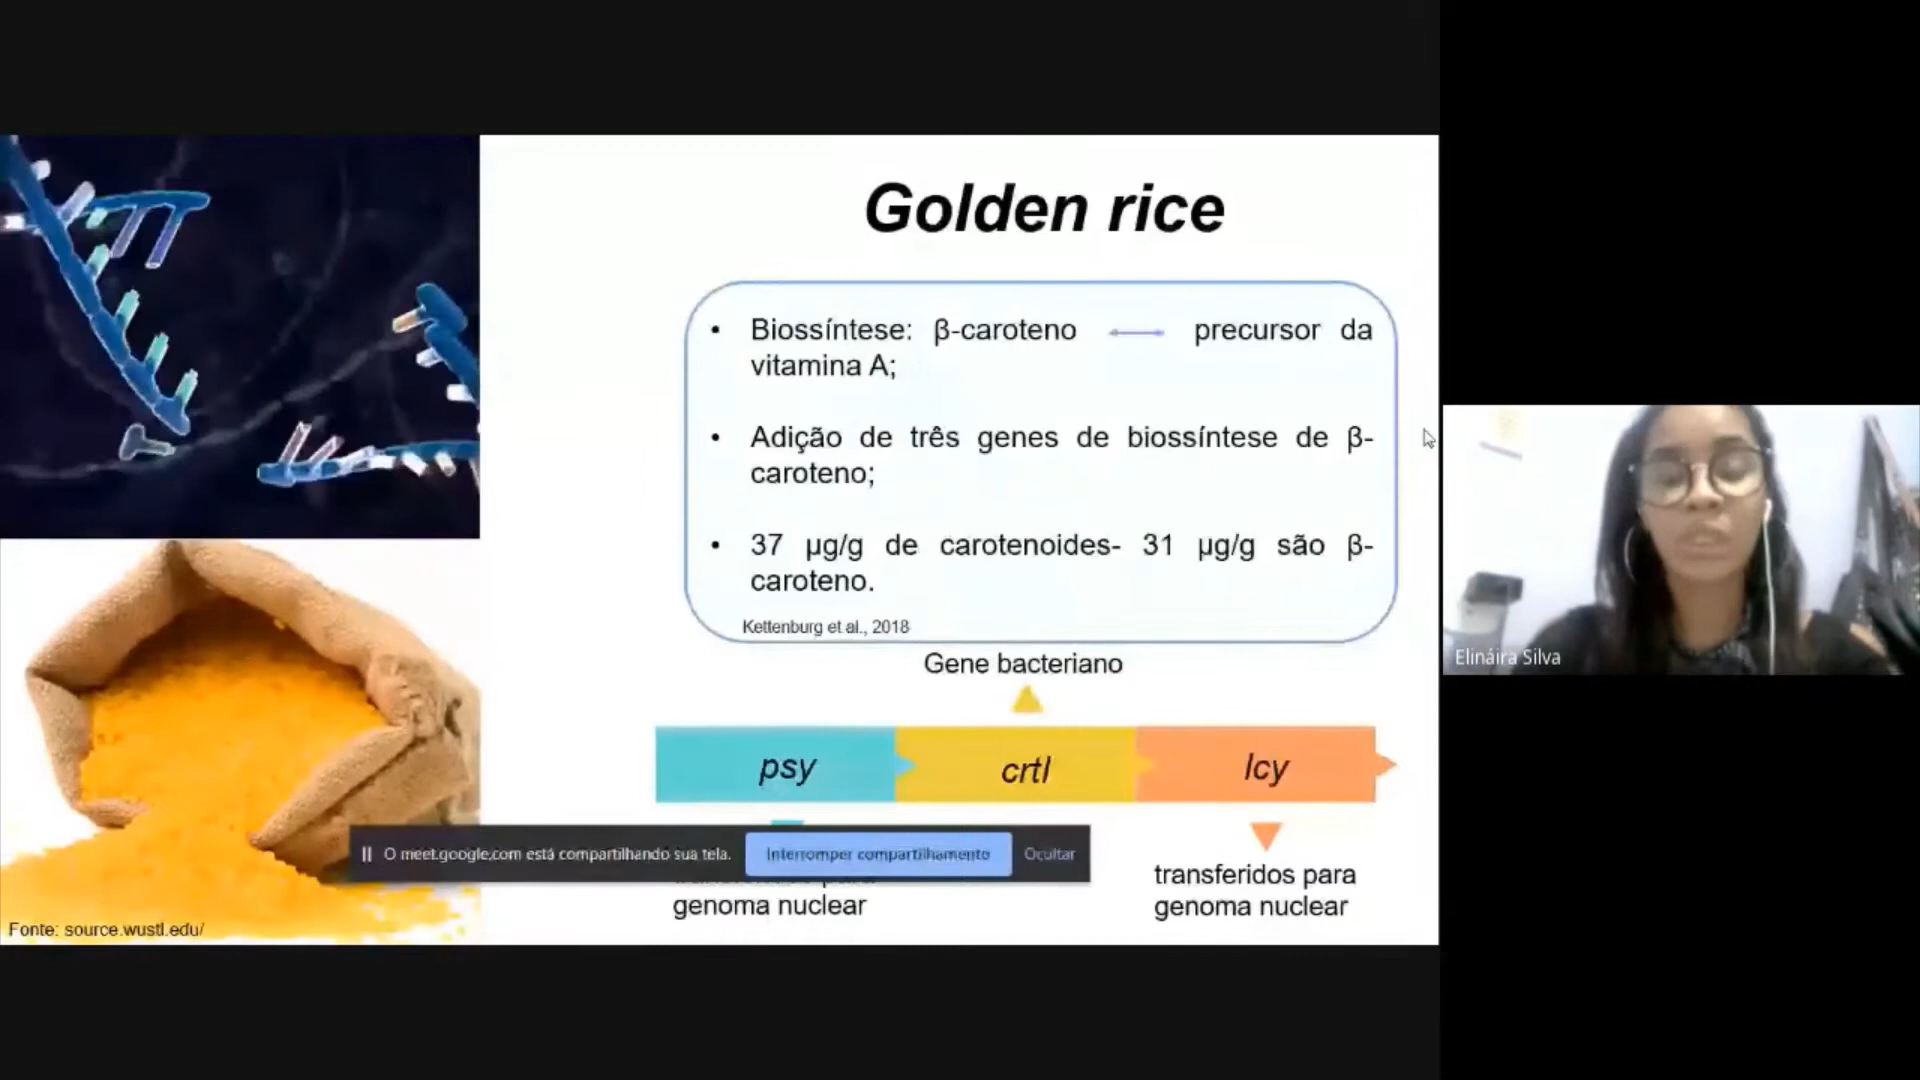 Golden rice
• Biossíntese: β-caroteno precursor da
vitamina A;
• Adição de três genes de biossíntese de β-
caroteno;
• 37 µg/g de carotenoides- 31 µg/g são β-
caroteno.
Kettenburg et al., 2018
Gene bacteriano
psy
crtl
lcy
O meet.google.com está compartilhando sua tela.
Interromper compartilhamento
Ocultar
genoma nuclear
transferidos para
genoma nuclear
Fonte: source.wustl.edu/
Elináira Silva